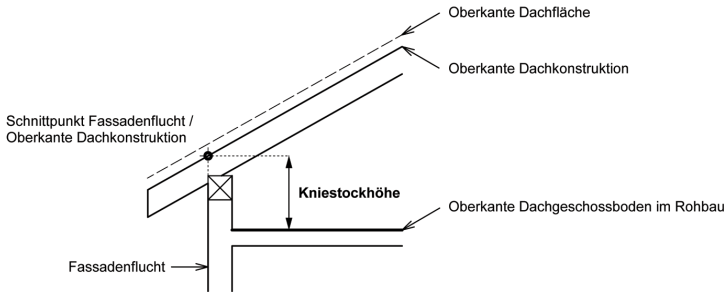 Oberkante Dachfläche
Oberkante Dachkonstruktion
Schnittpunkt Fassadenflucht /
Oberkante Dachkonstruktion
Kniestockhöhe
Oberkante Dachgeschossboden im Rohbau
Fassadenflucht